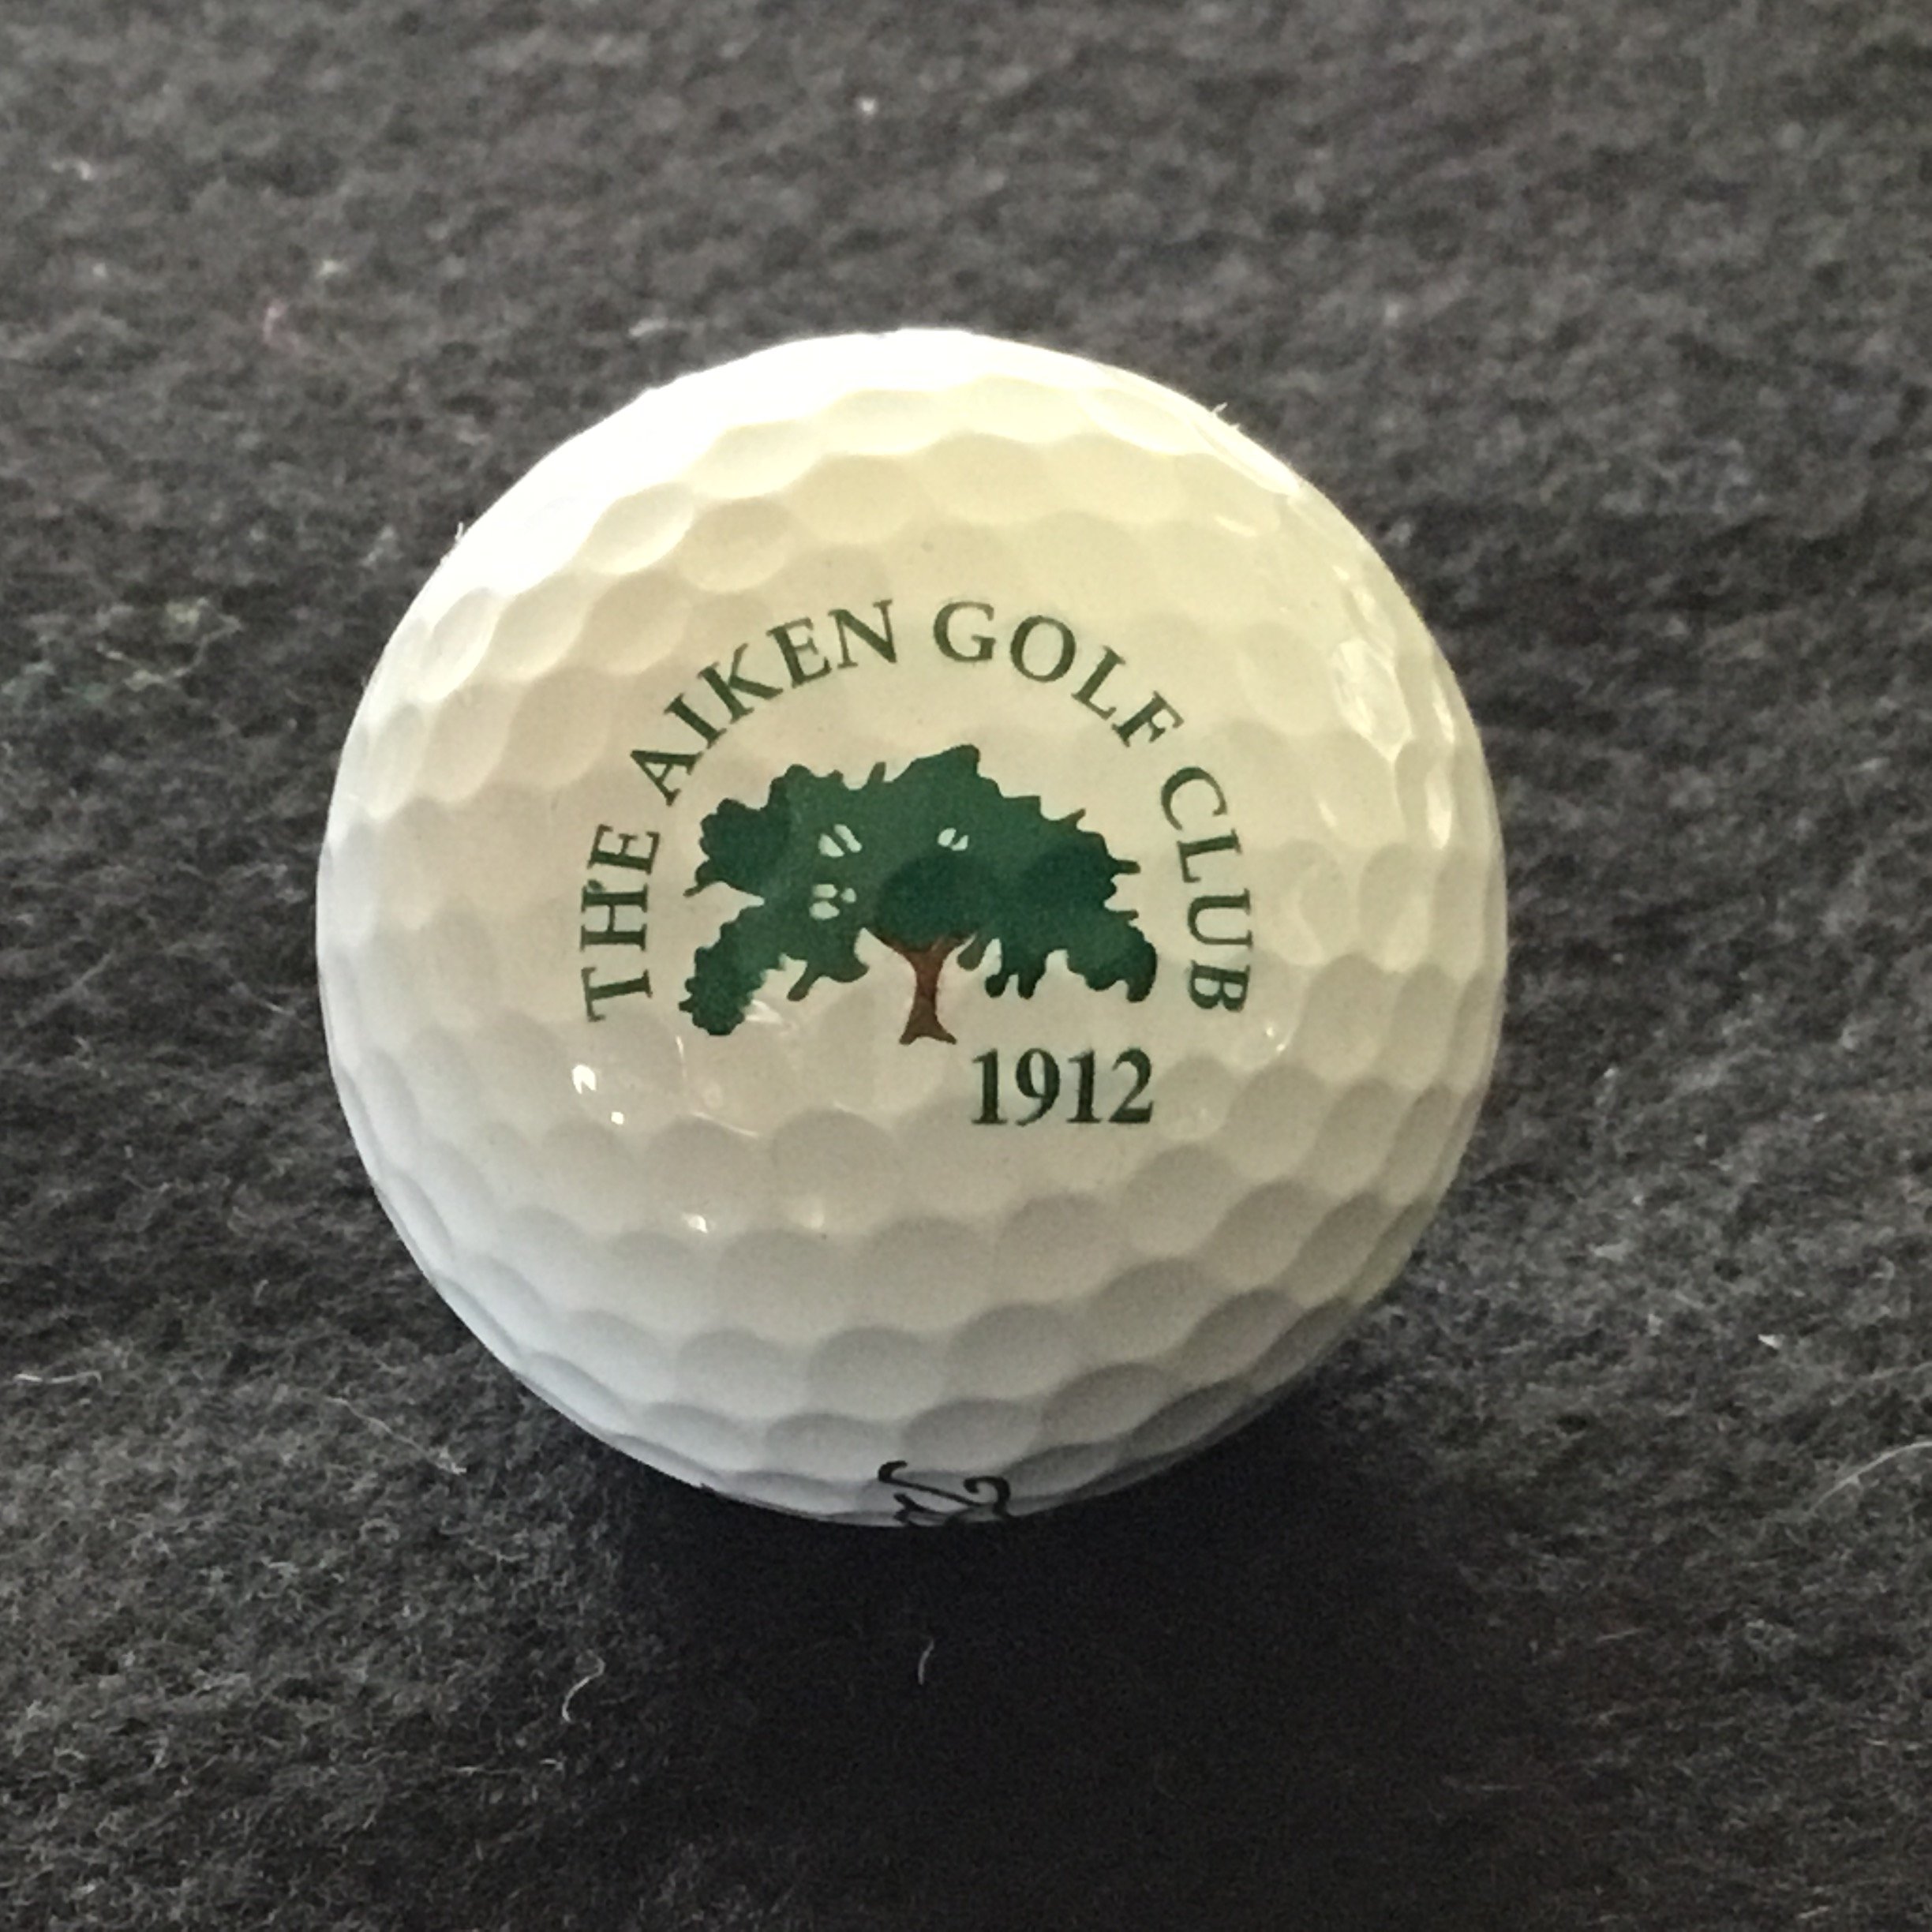 THE AIKEN GOLF CLUB
1912